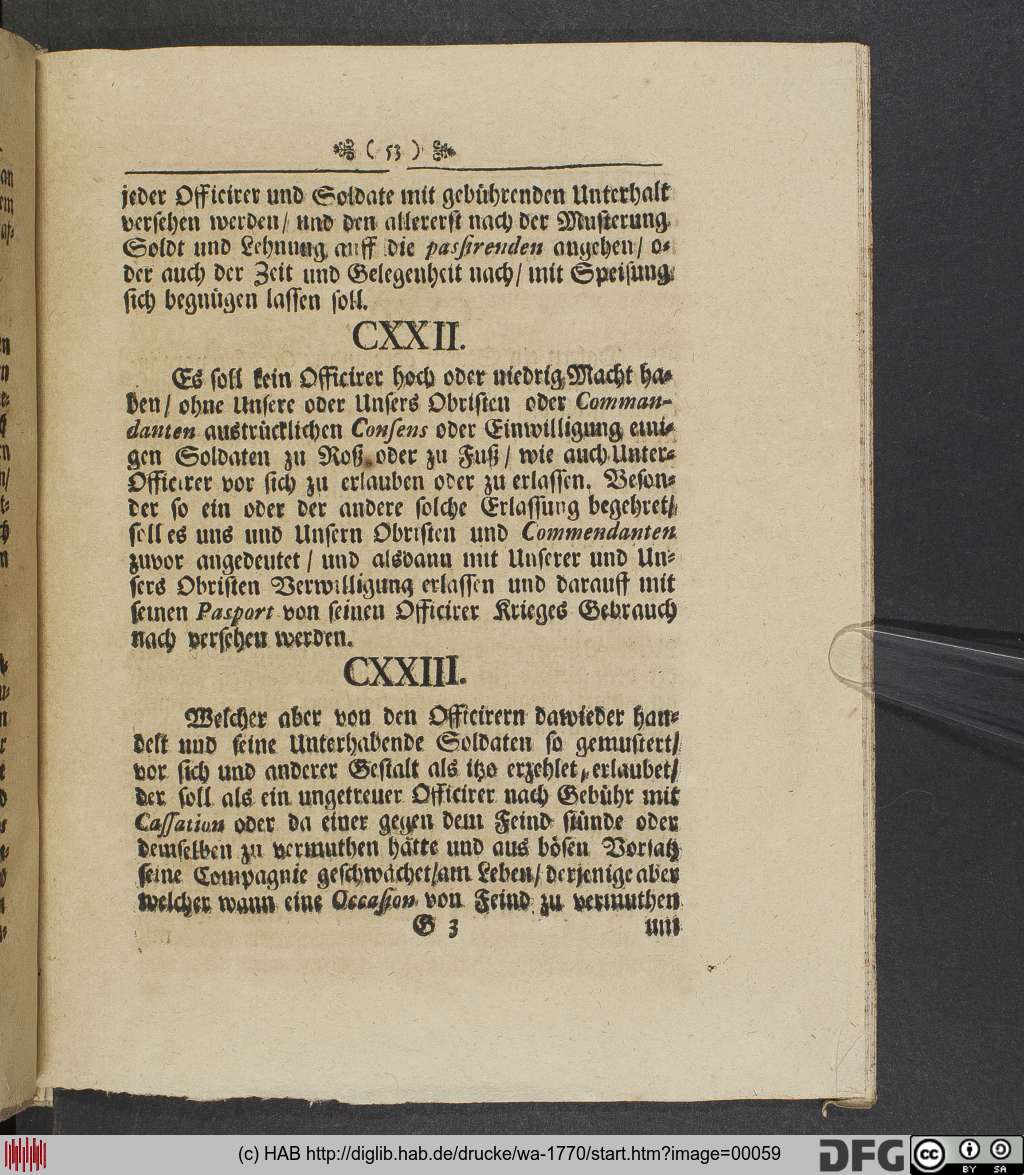 ( 53 )
jeder Officirer und Soldate mit gebührenden Unterhalt
versehen werden/ und den allererst nach der Musterung
Soldt und Lehnung auff die passirenden angehen/ o-
der auch der Zeit und Gelegenheit nach/ mit Speisung
sich begnügen lassen soll.
CXXII.
Es soll kein Officirer hoch oder niedrig Macht ha-
ben/ ohne Unsere oder Unsers Obristen oder Comman-
danten austrücklichen Consens oder Einwilligung eini-
gen Soldaten zu Roß oder zu Fuß/ wie auch Unter-
Officirer vor sich zu erlauben oder zu erlassen. Beson-
der so ein oder der andere solche Erlassung begehret/
soll es uns und Unsern Obristen und Commendanten
zuvor angedeutet/ und alsdann mit Unserer und Un-
sers Obristen Verwilligung erlassen und darauff mit
seinen Pasport von seinen Officirer Krieges Gebrauch
nach versehen werden.
CXXIII.
Welcher aber von den Officirern dawieder han-
delt und seine Unterhabende Soldaten so gemustert/
vor sich und anderer Gestalt als itzo erzehlet, erlaubet/
der soll als ein ungetreuer Officirer nach Gebühr mit
Cassation oder da einer gegen dem Feind stünde oder
demselben zu vermuthen hätte und aus bösen Vorsatz
seine Compagnie geschwächet/am Leben/ derjenige aber
welcher wann eine Occasion von Feind zu vermuthen
G 3 um
(c) HAB http://diglib.hab.de/drucke/wa-1770/start.htm?image=00059
DFG cc BY SA